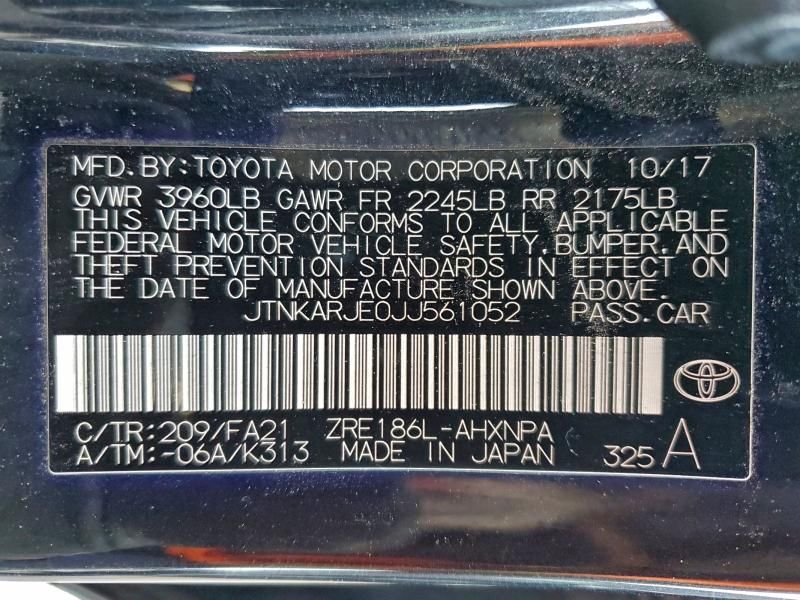 MFD.BY:TOYOTA MOTOR CORPORATION 10/17
GVWR 3960LB GAWR FR 2245LB RR 2175LB
THIS VEHICLE CONFORMS TO ALL APPLICABLE
FEDERAL MOTOR VEHICLE SAFETY,BUMPER,AND
THEFT PREVENTION STANDARDS IN EFFECT ON
THE DATE OF MANUFACTURE SHOWN ABOVE.
JTNKARJE0JJ561052 PASS.CAR
C/TR:209/FA21 ZRE186L-AHXNPA
A/TM:-06A/K313 MADE IN JAPAN 325 A